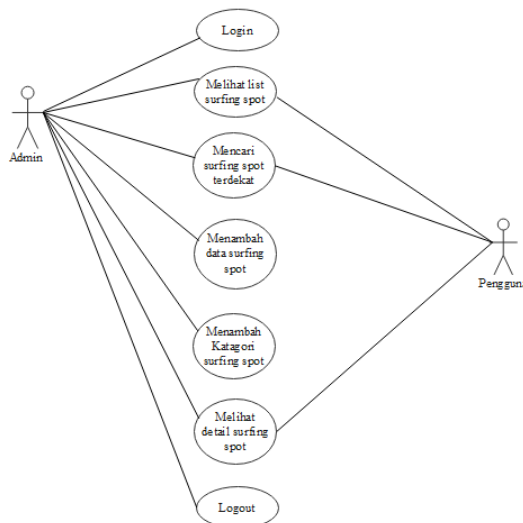 Login
Melihat list
surfing spot
Admin
Mencari
surfing spot
terdekat
Menambah
data surfing
spot
Pengguna
Menambah
Katagori
surfing spot
Melihat
detail surfing
spot
Logout